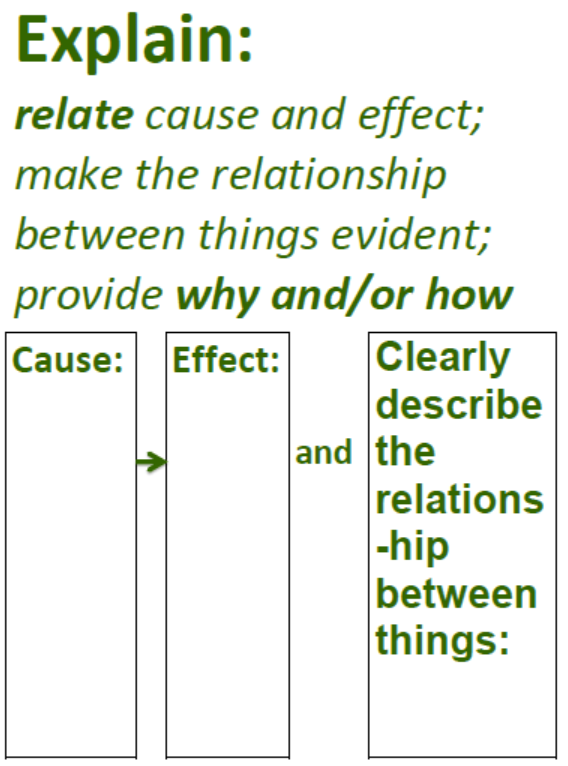 Explain:
relate cause and effect;
make the relationship
between things evident;
provide why and/or how
Cause:
Effect:
and
Clearly
describe
the
relations
-hip
between
things: